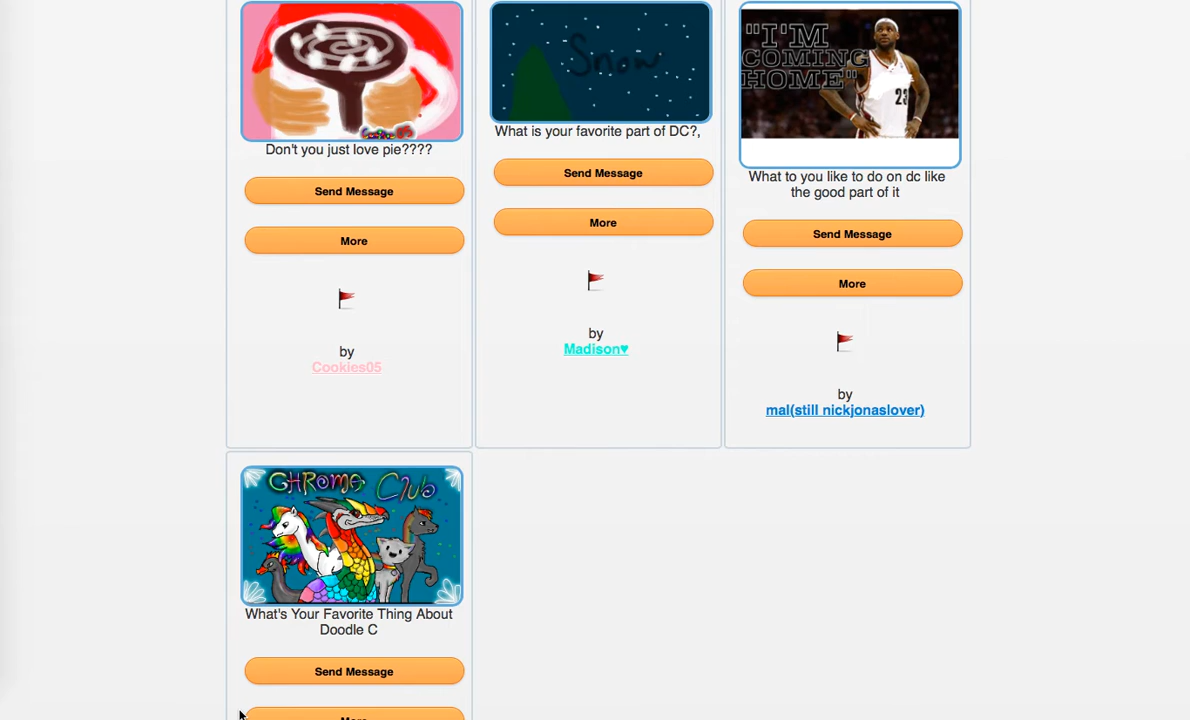 Cookies05
Don't you just love pie????
Send Message
More
by
Cookies05
Snow
What is your favorite part of DC?,
Send Message
More
by
Madison♥
"I'M
COMING
HOME"
23
What to you like to do on dc like
the good part of it
Send Message
More
by
mal(still nickjonaslover)
CHROMA Club
What's Your Favorite Thing About
Doodle C
Send Message
More